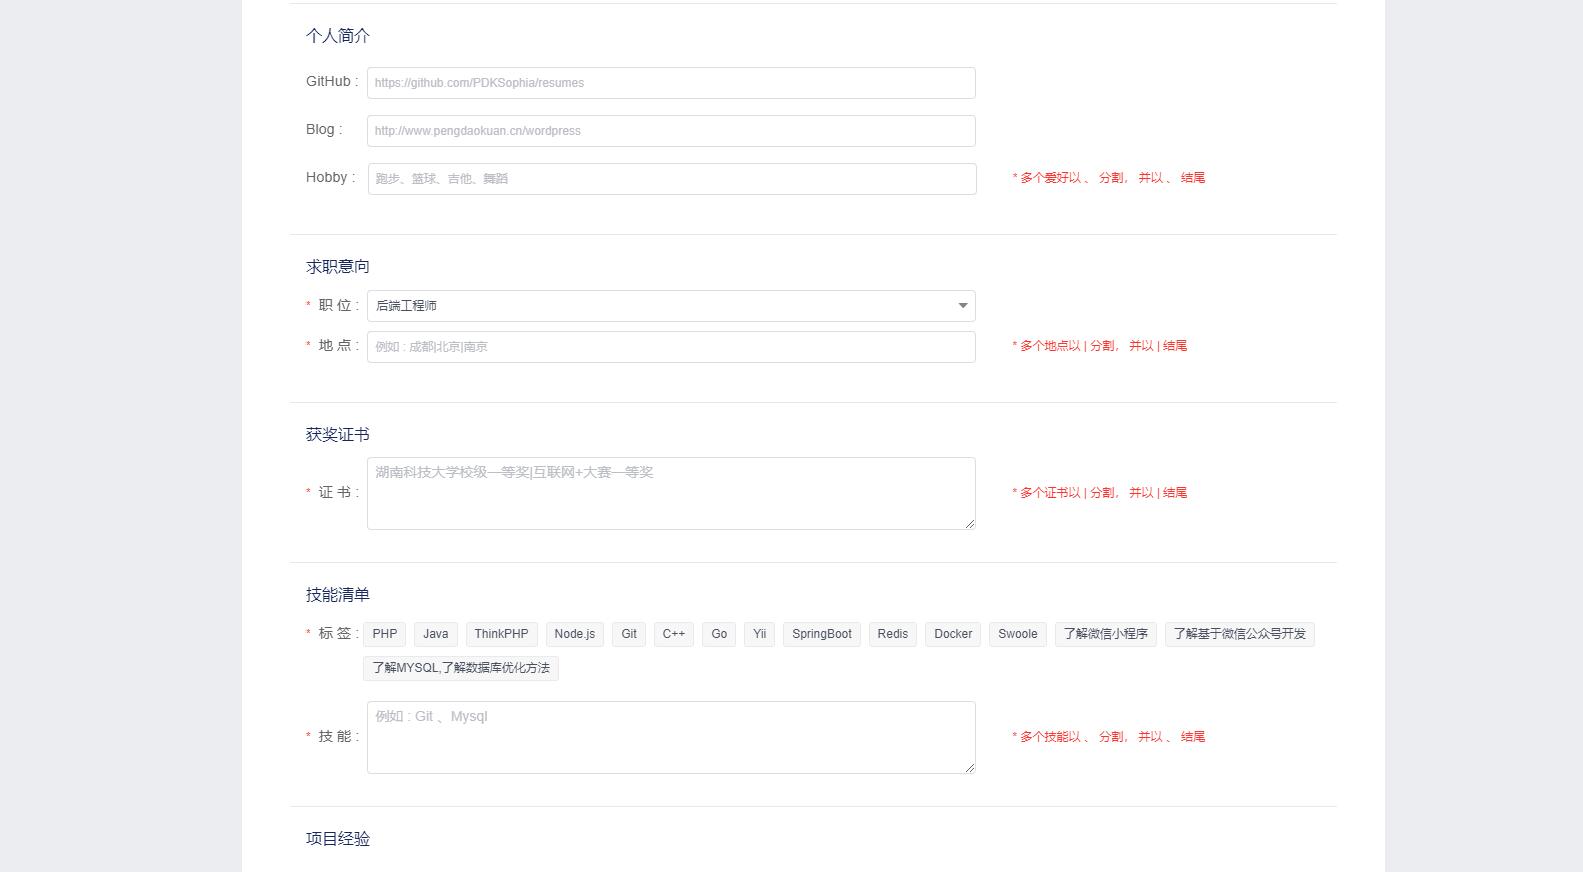 个人简介
GitHub : https://github.com/PDKSophia/resumes
Blog : http://www.pengdaokuan.cn/wordpress
Hobby : 跑步、篮球、吉他、舞蹈 * 多个爱好以 、 分割， 并以 、 结尾
求职意向
* 职 位 : 后端工程师
* 地 点 : 例如 : 成都|北京|南京 * 多个地点以 | 分割， 并以 | 结尾
获奖证书
* 证 书 : 湖南科技大学校级一等奖|互联网+大赛一等奖 * 多个证书以 | 分割， 并以 | 结尾
技能清单
* 标 签 : PHP Java ThinkPHP Node.js Git C++ Go Yii SpringBoot Redis Docker Swoole 了解微信小程序 了解基于微信公众号开发
了解MYSQL,了解数据库优化方法
* 技 能 : 例如 : Git 、Mysql * 多个技能以 、 分割， 并以 、 结尾
项目经验